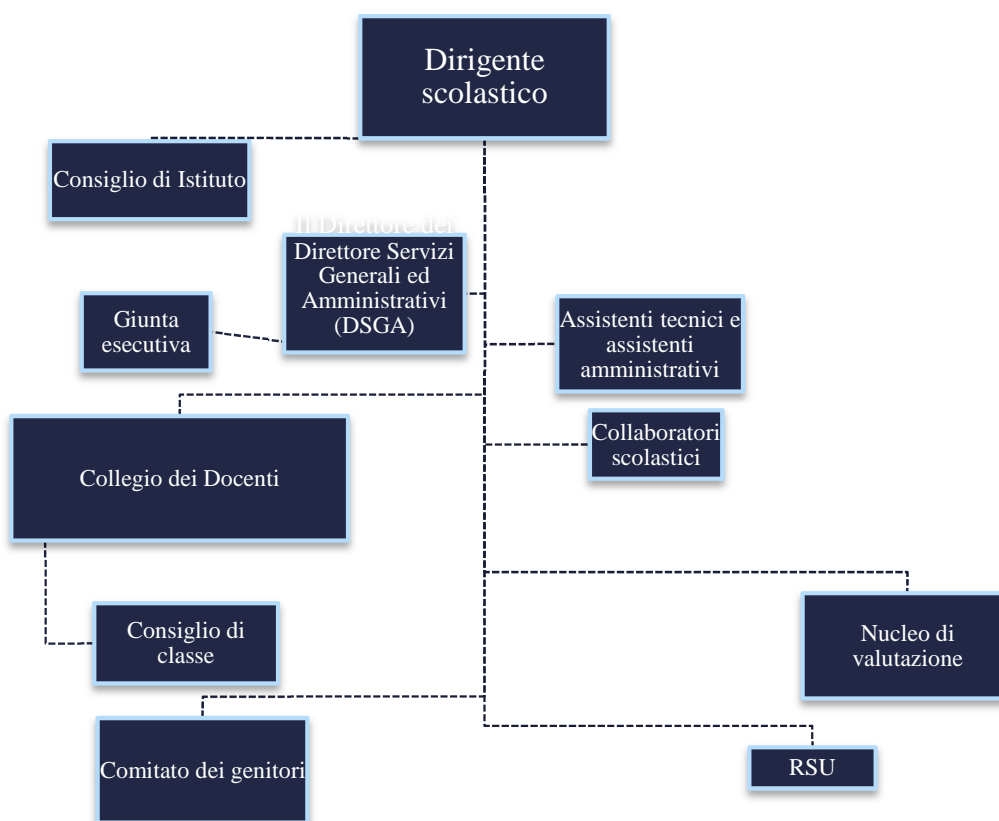 Dirigente
scolastico
Consiglio di Istituto
Il Direttore dei
Direttore Servizi
Generali ed
Amministrativi
(DSGA)
Giunta
esecutiva
Assistenti tecnici e
assistenti
amministrativi
Collaboratori
scolastici
Collegio dei Docenti
Consiglio di
classe
Nucleo di
valutazione
Comitato dei genitori
RSU